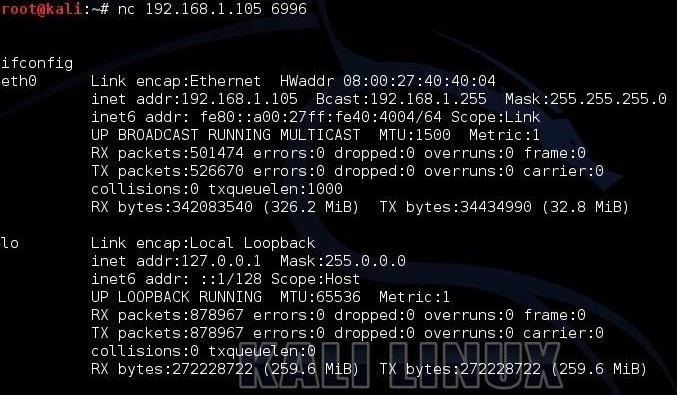 root@kali:~# nc 192.168.1.105 6996
ifconfig
eth0      Link encap:Ethernet  HWaddr 08:00:27:40:40:04
          inet addr:192.168.1.105  Bcast:192.168.1.255  Mask:255.255.255.0
          inet6 addr: fe80::a00:27ff:fe40:4004/64 Scope:Link
          UP BROADCAST RUNNING MULTICAST  MTU:1500  Metric:1
          RX packets:501474 errors:0 dropped:0 overruns:0 frame:0
          TX packets:526670 errors:0 dropped:0 overruns:0 carrier:0
          collisions:0 txqueuelen:1000
          RX bytes:342083540 (326.2 MiB)  TX bytes:34434990 (32.8 MiB)
lo        Link encap:Local Loopback
          inet addr:127.0.0.1  Mask:255.0.0.0
          inet6 addr: ::1/128 Scope:Host
          UP LOOPBACK RUNNING  MTU:65536  Metric:1
          RX packets:878967 errors:0 dropped:0 overruns:0 frame:0
          TX packets:878967 errors:0 dropped:0 overruns:0 carrier:0
          collisions:0 txqueuelen:0
          RX bytes:272228722 (259.6 MiB)  TX bytes:272228722 (259.6 MiB)
KALI LINUX